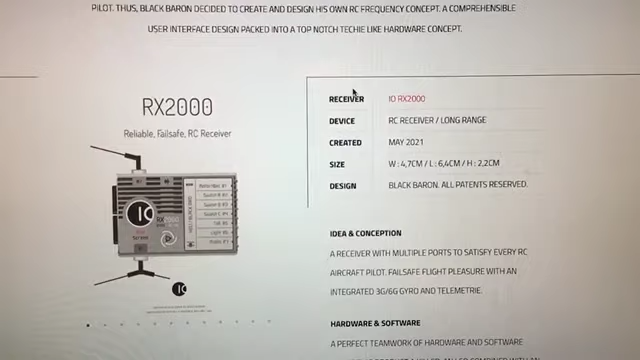 PILOT. THUS, BLACK BARON DECIDED TO CREATE AND DESIGN HIS OWN RC FREQUENCY CONCEPT. A COMPREHENSIBLE
USER INTERFACE DESIGN PACKED INTO A TOP NOTCH TECHIE LIKE HARDWARE CONCEPT.
RX2000
Reliable, Failsafe, RC Receiver
RECEIVER IO RX2000
DEVICE RC RECEIVER / LONG RANGE
CREATED MAY 2021
SIZE W : 4,7CM / L : 6,4CM / H : 2,2CM
DESIGN BLACK BARON. ALL PATENTS RESERVED.
IDEA & CONCEPTION
A RECEIVER WITH MULTIPLE PORTS TO SATISFY EVERY RC
AIRCRAFT PILOT. FAILSAFE FLIGHT PLEASURE WITH AN
INTEGRATED 3G/6G GYRO AND TELEMETRIE.
HARDWARE & SOFTWARE
A PERFECT TEAMWORK OF HARDWARE AND SOFTWARE